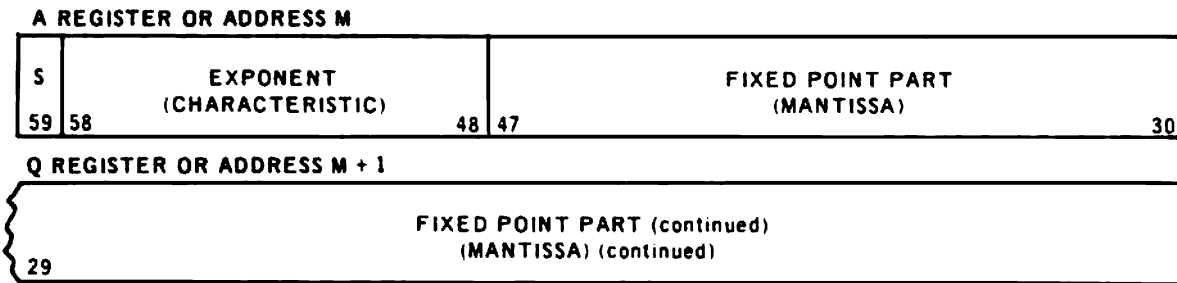 A REGISTER OR ADDRESS M
S EXPONENT FIXED POINT PART
(CHARACTERISTIC) (MANTISSA)
59 58 48 47 30
Q REGISTER OR ADDRESS M + 1
FIXED POINT PART (continued)
(MANTISSA) (continued)
29